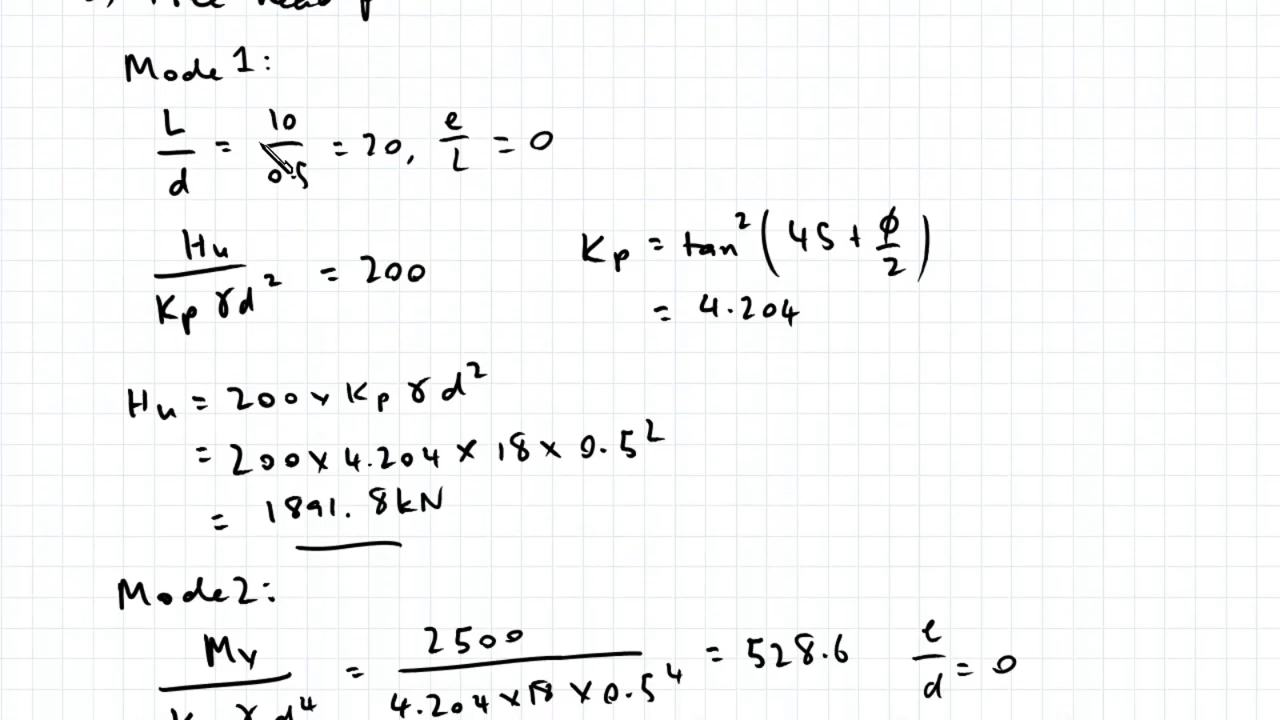 Mode 1:
L/d = 10/0.5 = 20, e/L = 0
Hu / Kp γd² = 200
Kp = tan² (45 + ϕ/2)
= 4.204
Hu = 200 × Kp γ d²
= 200 × 4.204 × 18 × 0.5²
= 1891.8 kN
Mode 2:
My / Kp γ d⁴ = 2500 / 4.204 × 18 × 0.5⁴ = 528.6 e/d = 0